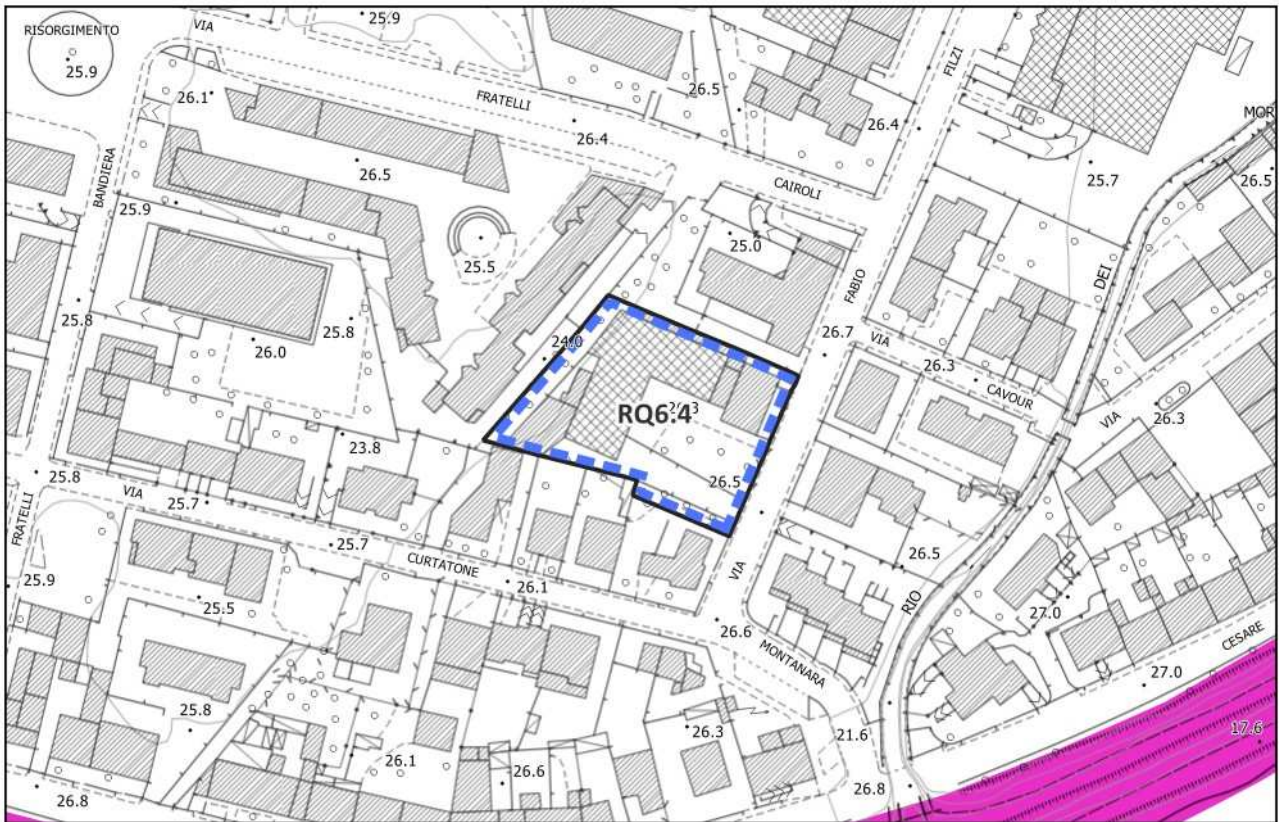 RISORGIMENTO
25.9
VIA
25.9
FRATELLI
26.4
26.1
26.5
26.5
CAIROLI
26.4
FILZI
25.7
MOR
26.5
BANDIERA
25.9
25.5
25.0
FABIO
DEI
25.8
25.8
26.0
24.0
26.7
VIA
26.3
CAVOUR
VIA
26.3
RQ6.4
23.8
26.5
25.8
VIA
25.7
FRATELLI
25.7
CURTATONE
26.1
VIA
26.5
RIO
25.9
25.5
26.6
MONTANARA
27.0
CESARE
27.0
25.8
26.3
21.6
17.6
26.1
26.6
26.8
26.8